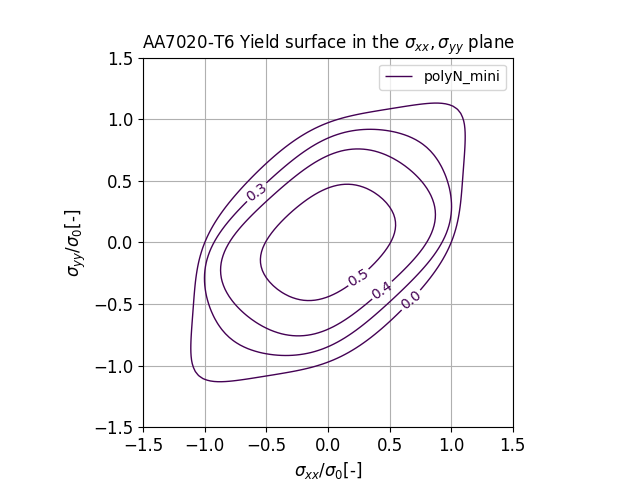 AA7020-T6 Yield surface in the σxx, σyy plane
polyN_mini
1.5
1.0
0.5
0.0
−0.5
−1.0
−1.5
σyy/σ0[-]
0.3
0.5
0.4
0.0
−1.5 −1.0 −0.5 0.0 0.5 1.0 1.5
σxx/σ0[-]